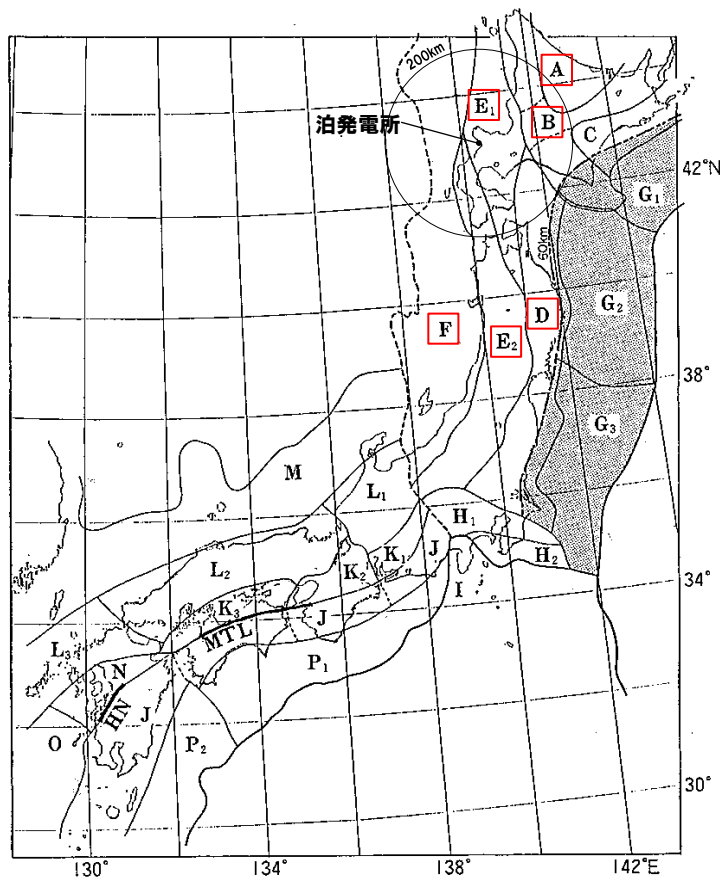 200km
A
E₁
B
泊発電所
C
42°N
G₁
60km
G₂
D
F
E₂
38°
G₃
M
L₁
H₁
K₁
J
H₂
L₂
K₂
I
34°
K₃
J
MTL
L₃
P₁
N
HN
J
O
P₂
30°
130°
134°
138°
142°E